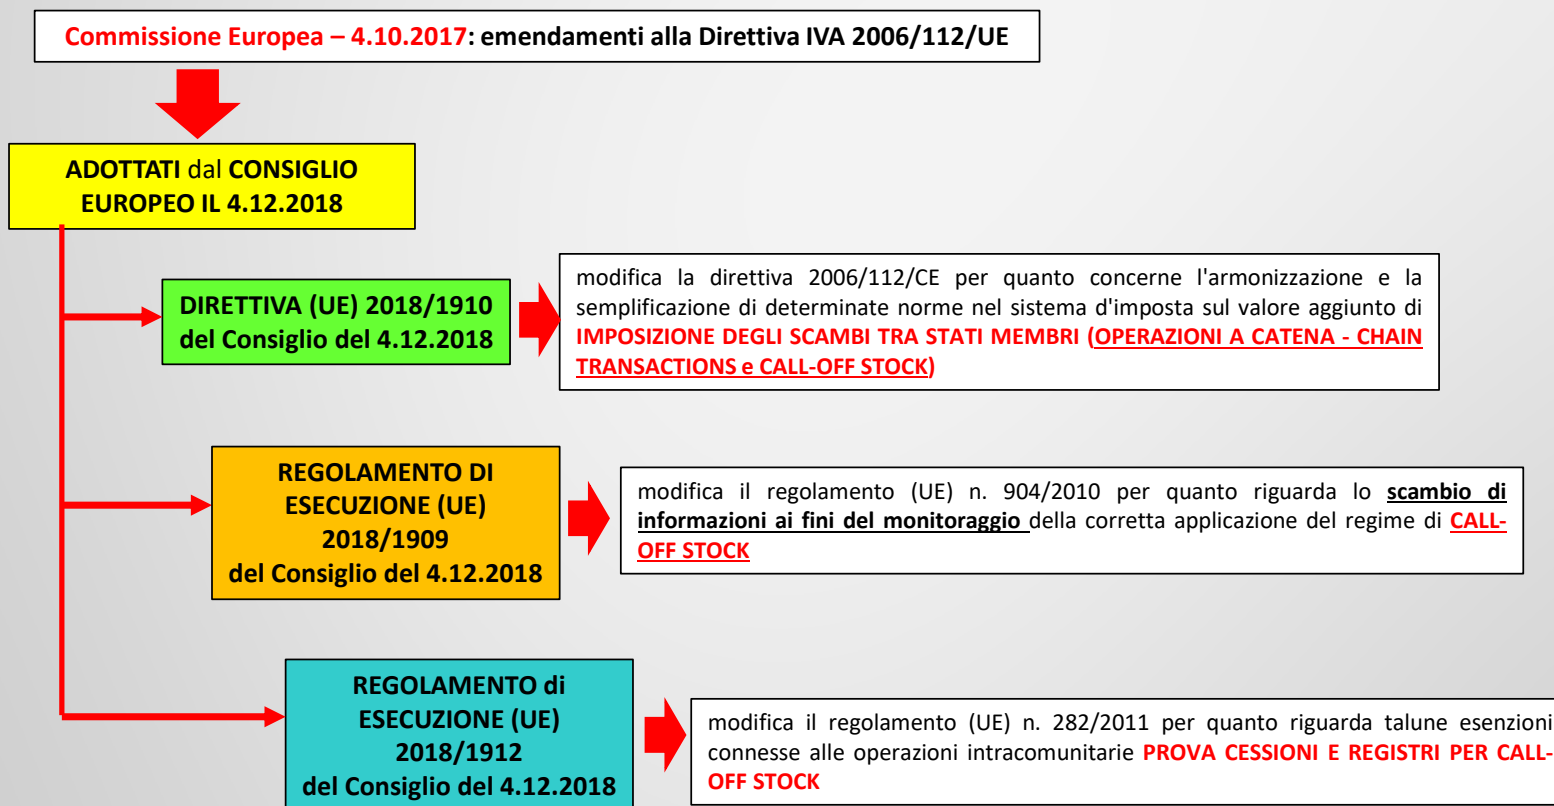 Commissione Europea – 4.10.2017: emendamenti alla Direttiva IVA 2006/112/UE
ADOTTATI dal CONSIGLIO
EUROPEO IL 4.12.2018
DIRETTIVA (UE) 2018/1910
del Consiglio del 4.12.2018
modifica la direttiva 2006/112/CE per quanto concerne l'armonizzazione e la
semplificazione di determinate norme nel sistema d'imposta sul valore aggiunto di
IMPOSIZIONE DEGLI SCAMBI TRA STATI MEMBRI (OPERAZIONI A CATENA - CHAIN
TRANSACTIONS e CALL-OFF STOCK)
REGOLAMENTO DI
ESECUZIONE (UE)
2018/1909
del Consiglio del 4.12.2018
modifica il regolamento (UE) n. 904/2010 per quanto riguarda lo scambio di
informazioni ai fini del monitoraggio della corretta applicazione del regime di CALL-
OFF STOCK
REGOLAMENTO di
ESECUZIONE (UE)
2018/1912
del Consiglio del 4.12.2018
modifica il regolamento (UE) n. 282/2011 per quanto riguarda talune esenzioni
connesse alle operazioni intracomunitarie PROVA CESSIONI E REGISTRI PER CALL-
OFF STOCK